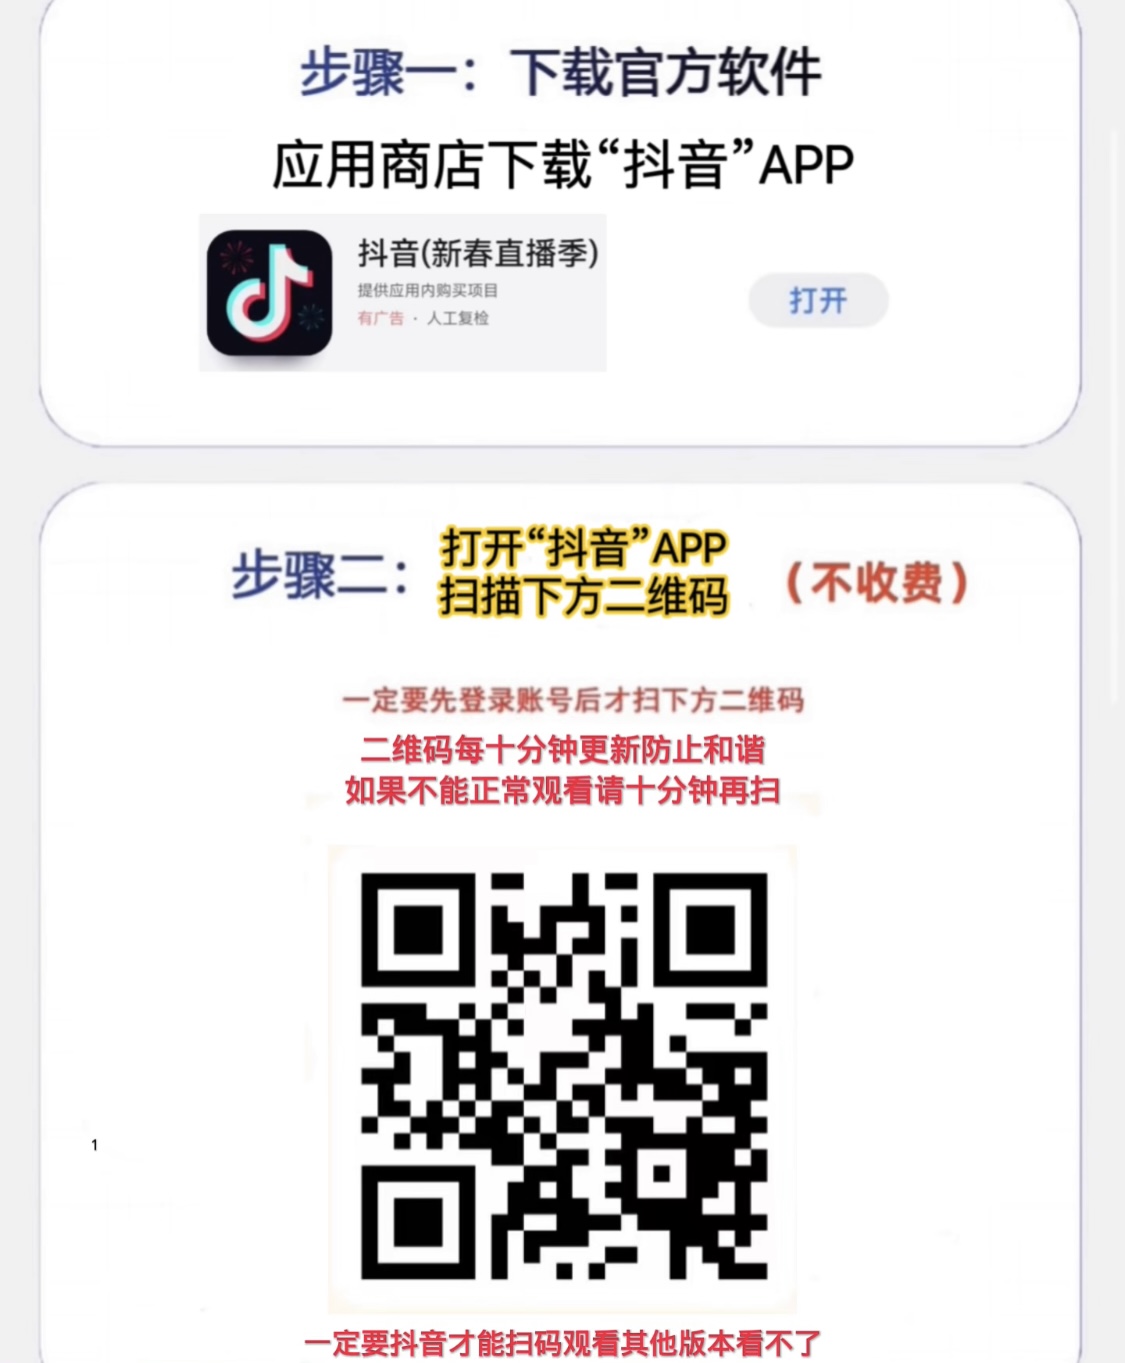 步骤一：下载官方软件
应用商店下载“抖音”APP
抖音(新春直播季)
提供应用内购买项目
有广告 · 人工复检
打开
步骤二：
打开“抖音”APP
扫描下方二维码
（不收费）
一定要先登录账号后才扫下方二维码
二维码每十分钟更新防止和谐
如果不能正常观看请十分钟再扫
1
一定要抖音才能扫码观看其他版本看不了